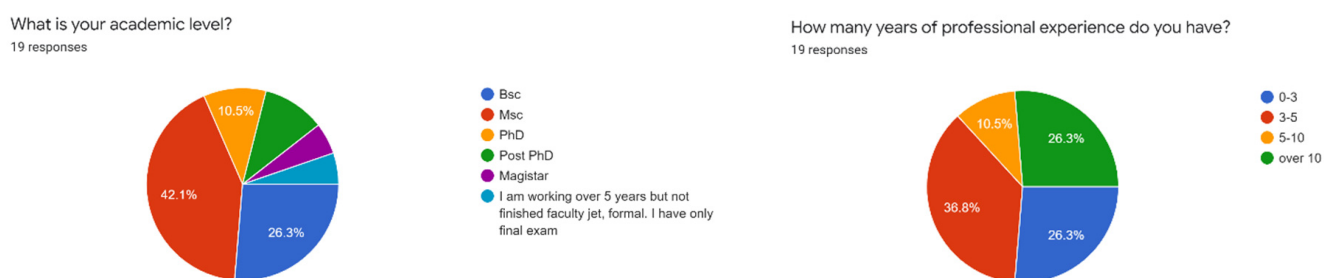 What is your academic level?
19 responses
10.5%
42.1%
26.3%
Bsc
Msc
PhD
Post PhD
Magistar
I am working over 5 years but not
finished faculty jet, formal. I have only
final exam
How many years of professional experience do you have?
19 responses
10.5%
26.3%
36.8%
26.3%
0-3
3-5
5-10
over 10